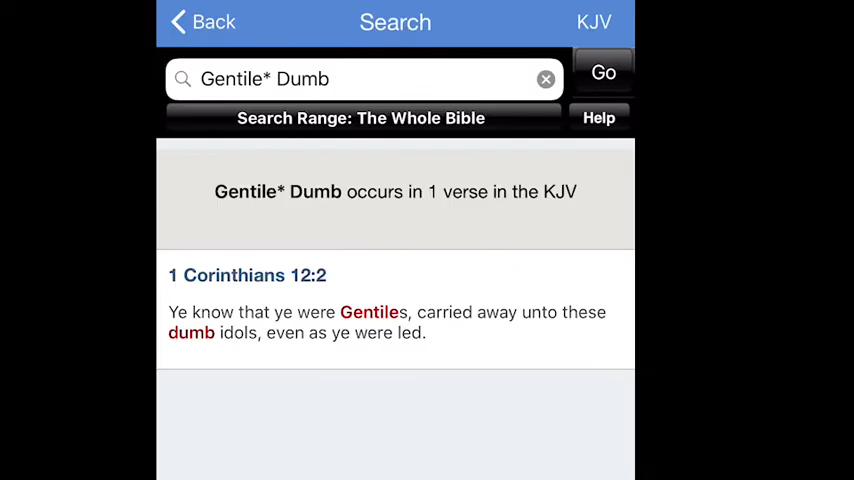 Back Search KJV
Gentile* Dumb Go
Search Range: The Whole Bible Help
Gentile* Dumb occurs in 1 verse in the KJV
1 Corinthians 12:2
Ye know that ye were Gentiles, carried away unto these
dumb idols, even as ye were led.